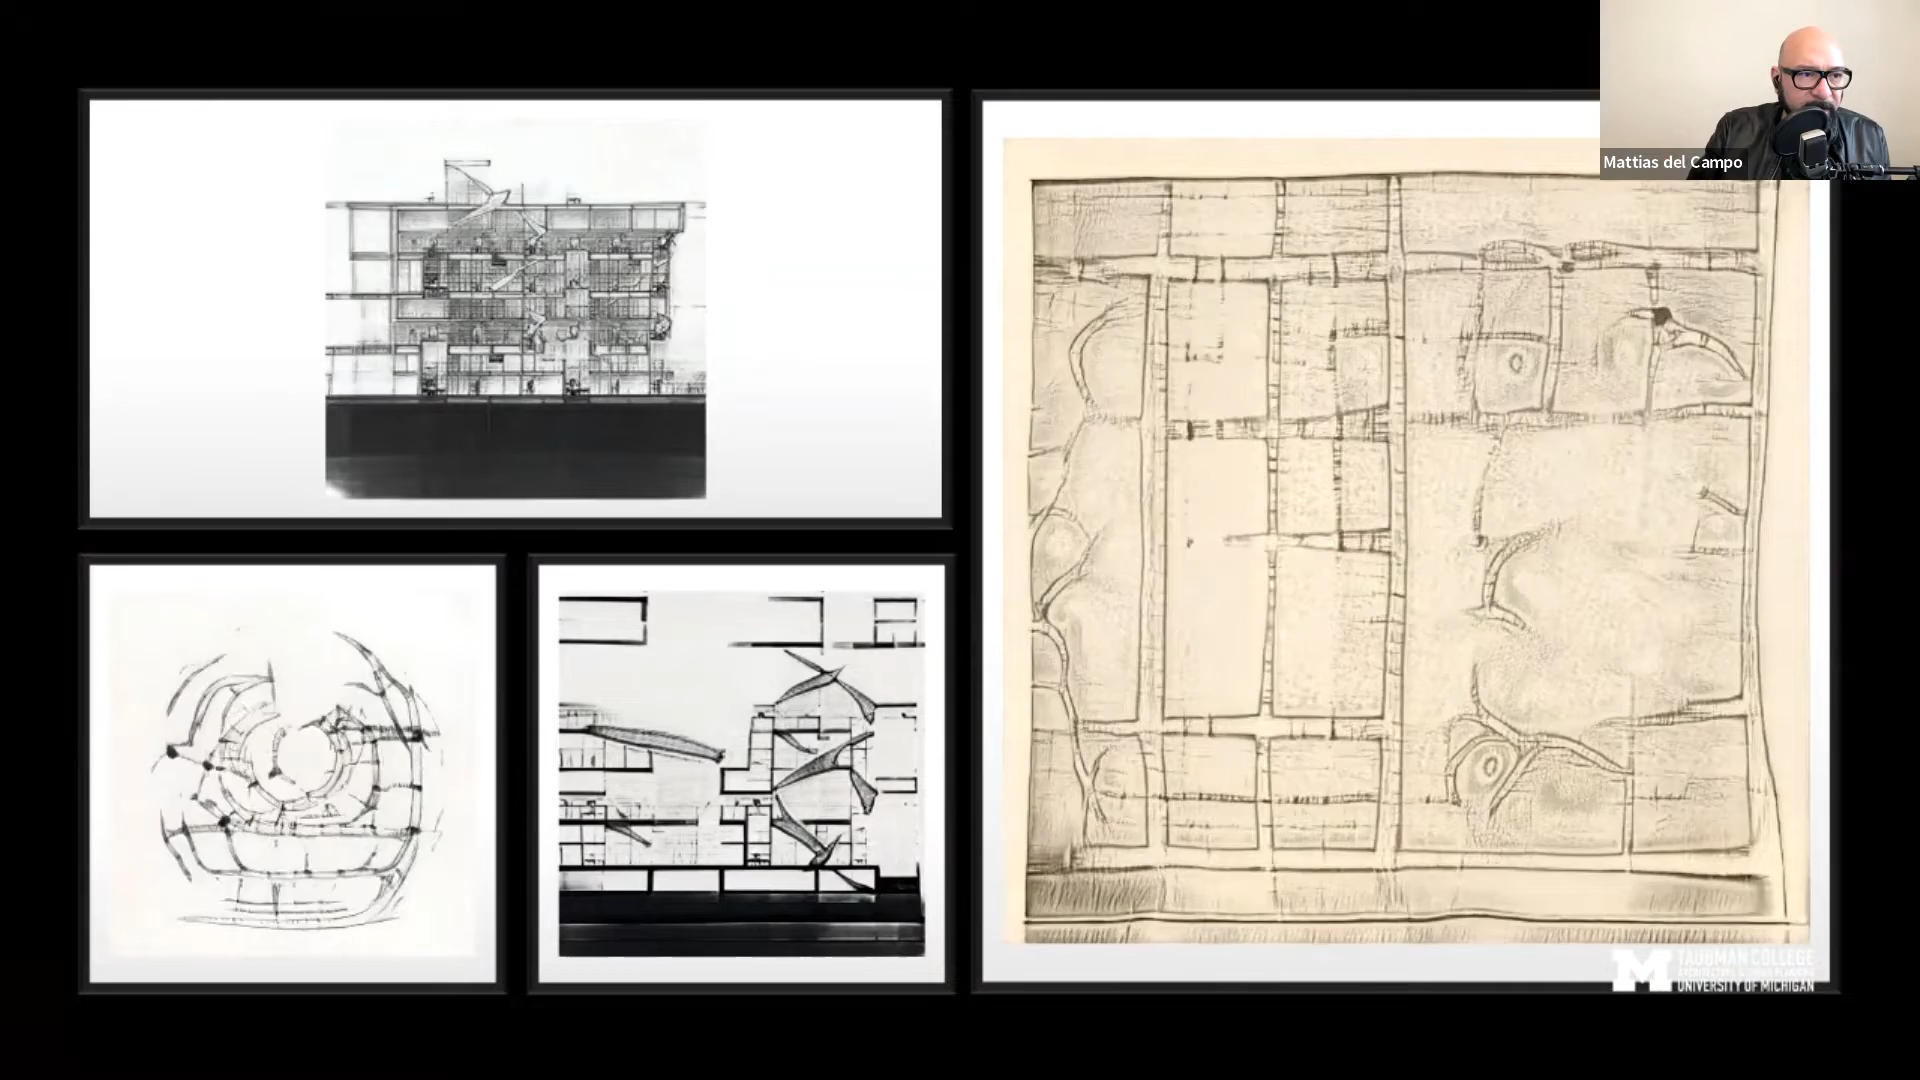 Mattias del Campo
M
TAUBMAN COLLEGE
ARCHITECTURE & URBAN PLANNING
UNIVERSITY OF MICHIGAN